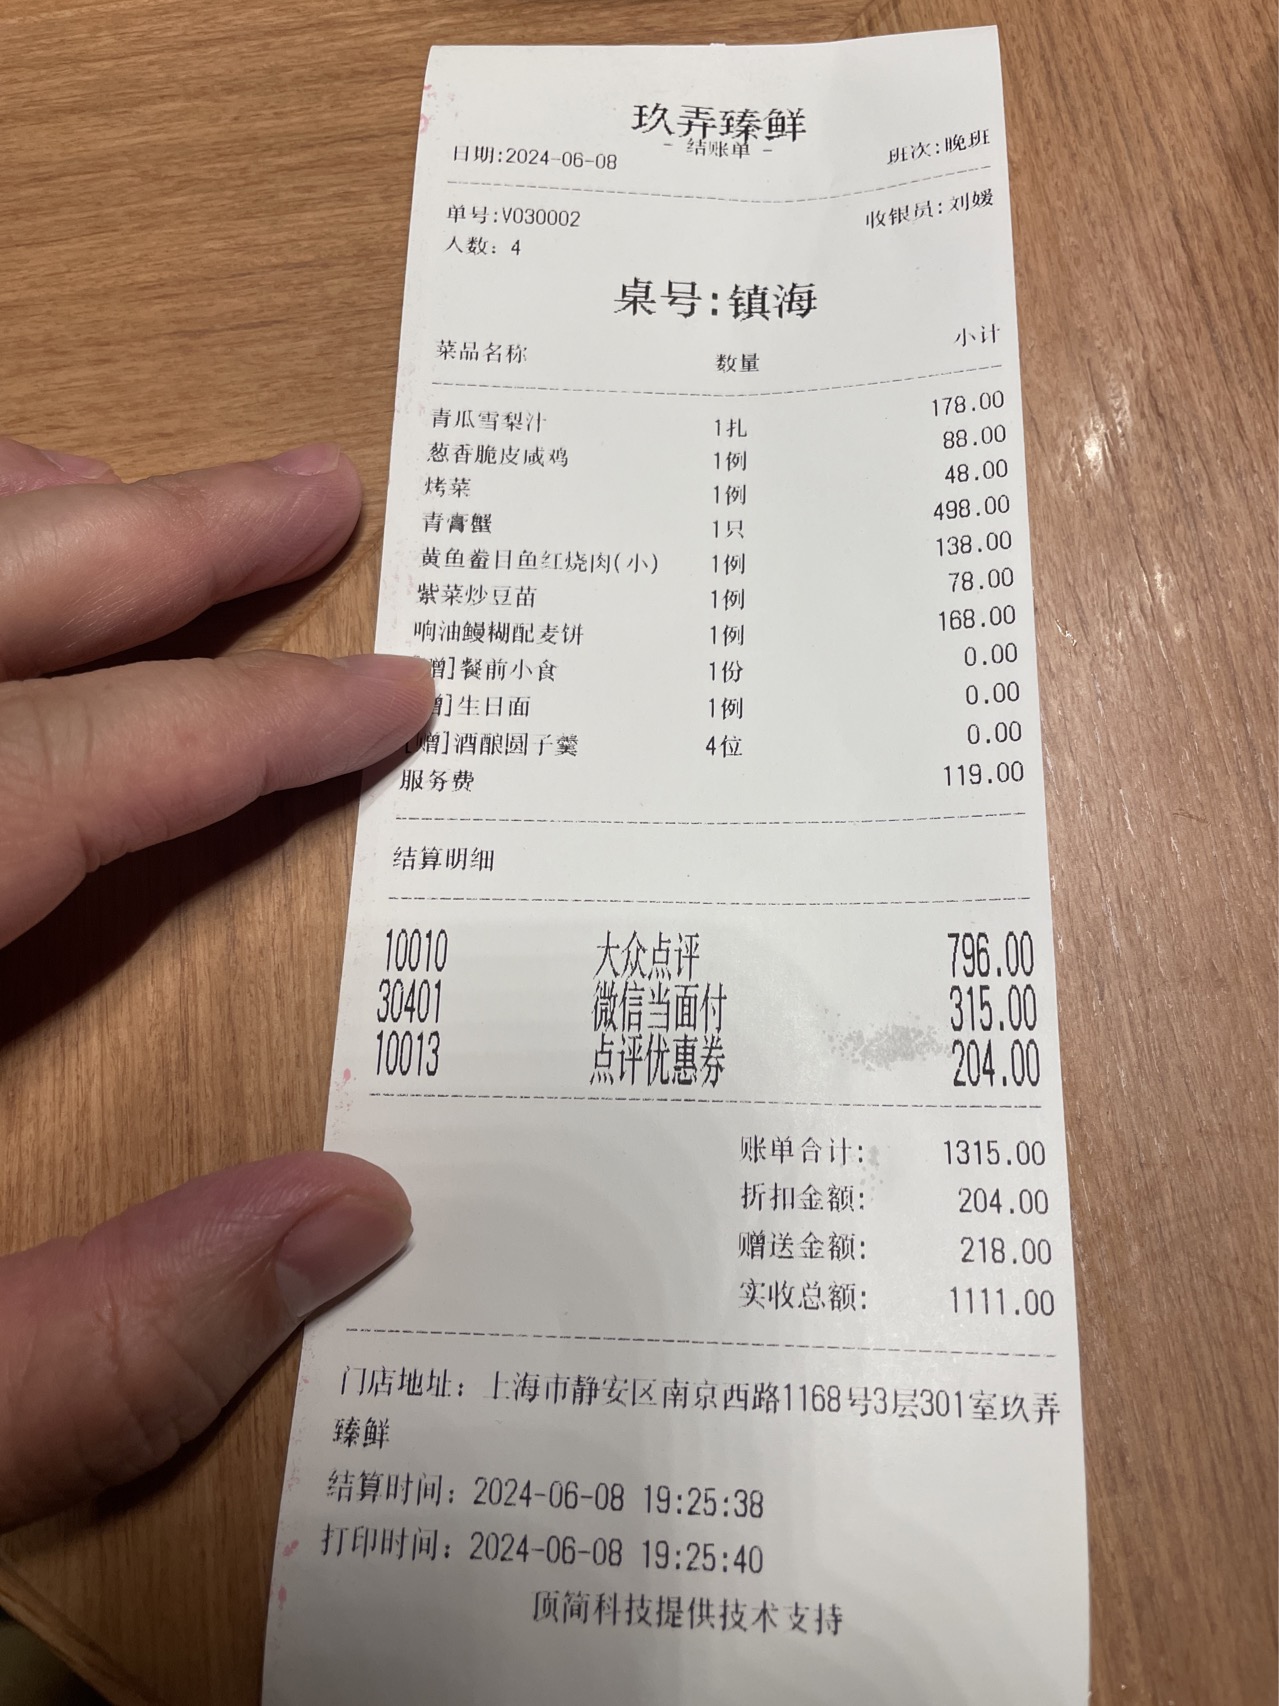 玖弄臻鲜
- 结账单 -
日期:2024-06-08 班次:晚班
单号:V030002 收银员:刘媛
人数: 4
桌号:镇海
菜品名称 数量 小计
青瓜雪梨汁 1扎 178.00
葱香脆皮咸鸡 1例 88.00
烤菜 1例 48.00
青膏蟹 1只 498.00
黄鱼鲞目鱼红烧肉(小) 1例 138.00
紫菜炒豆苗 1例 78.00
响油鳗糊配麦饼 1例 168.00
赠]餐前小食 1份 0.00
赠]生日面 1例 0.00
[赠]酒酿圆子羹 4位 0.00
服务费 119.00
结算明细
10010 大众点评 796.00
30401 微信当面付 315.00
10013 点评优惠券 204.00
账单合计: 1315.00
折扣金额: 204.00
赠送金额: 218.00
实收总额: 1111.00
门店地址: 上海市静安区南京西路1168号3层301室玖弄
臻鲜
结算时间: 2024-06-08 19:25:38
打印时间: 2024-06-08 19:25:40
顶简科技提供技术支持